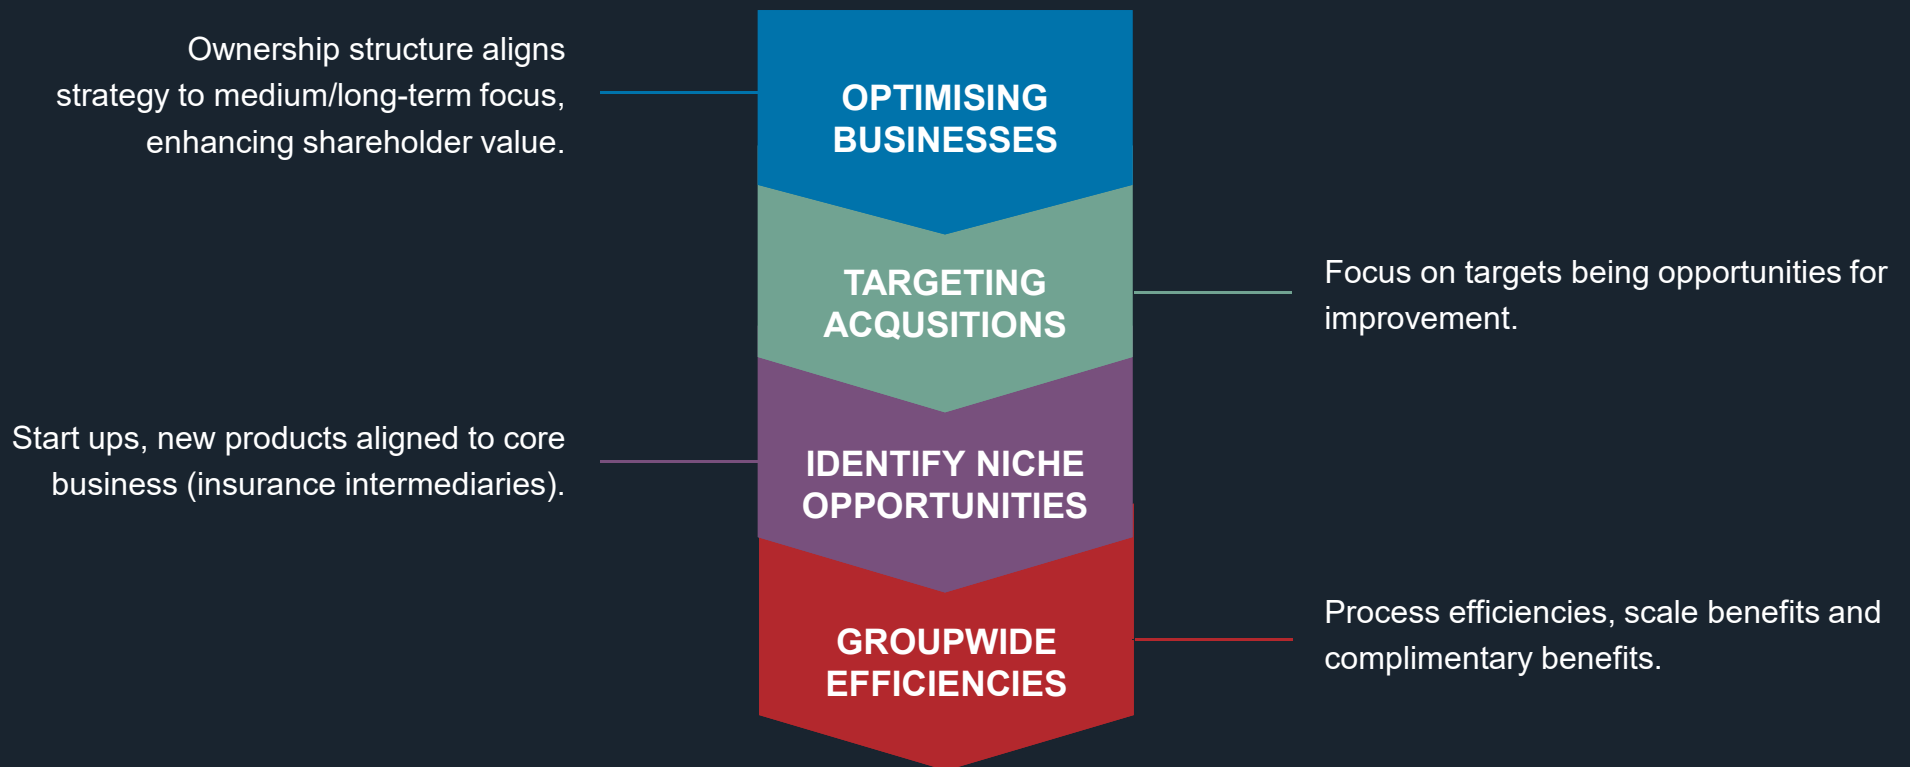 Ownership structure aligns
strategy to medium/long-term focus,
enhancing shareholder value.
OPTIMISING
BUSINESSES
TARGETING
ACQUSITIONS
Focus on targets being opportunities for
improvement.
Start ups, new products aligned to core
business (insurance intermediaries).
IDENTIFY NICHE
OPPORTUNITIES
GROUPWIDE
EFFICIENCIES
Process efficiencies, scale benefits and
complimentary benefits.